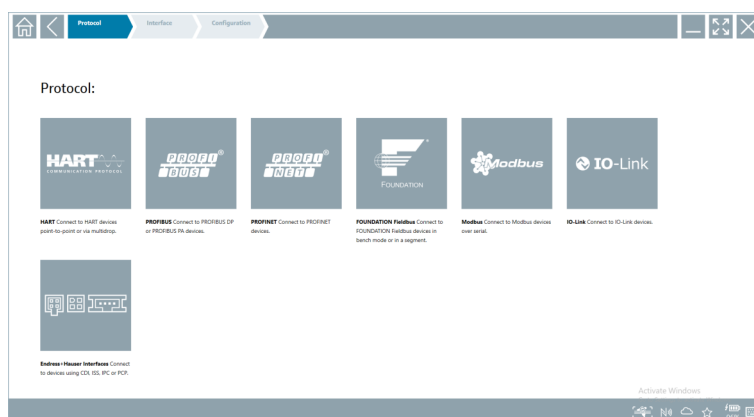 Protocol
Interface
Configuration
Protocol:
HART
COMMUNICATION PROTOCOL
PROFI®
BUS
PROFI®
NET
FOUNDATION
Modbus
IO-Link
HART Connect to HART devices
point-to-point or via multidrop.
PROFIBUS Connect to PROFIBUS DP
or PROFIBUS PA devices.
PROFINET Connect to PROFINET
devices.
FOUNDATION Fieldbus Connect to
FOUNDATION Fieldbus devices in
bench mode or in a segment.
Modbus Connect to Modbus devices
over serial.
IO-Link Connect to IO-Link devices.
Endress+Hauser Interfaces Connect
to devices using CDI, ISS, IPC or PCP.
Activate Windows